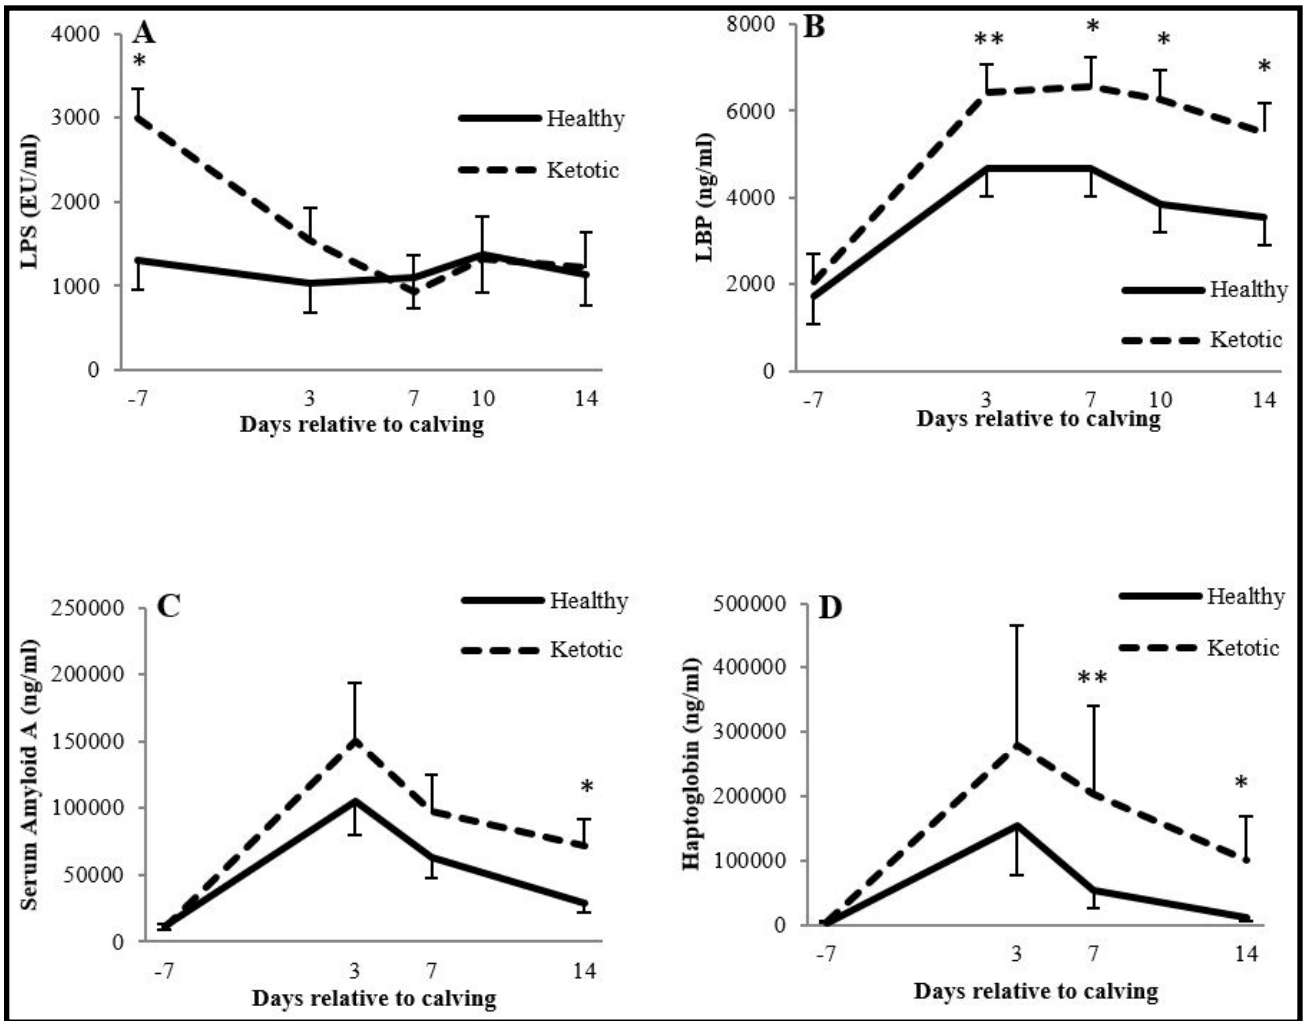 A
4000
3000
2000
1000
0
*
LPS (EU/ml)
Healthy
Ketotic
-7 3 7 10 14
Days relative to calving
B
8000
6000
4000
2000
0
** * * *
LBP (ng/ml)
Healthy
Ketotic
-7 3 7 10 14
Days relative to calving
C
250000
200000
150000
100000
50000
0
*
Serum Amyloid A (ng/ml)
Healthy
Ketotic
-7 3 7 14
Days relative to calving
D
500000
400000
300000
200000
100000
0
** *
Haptoglobin (ng/ml)
Healthy
Ketotic
-7 3 7 14
Days relative to calving